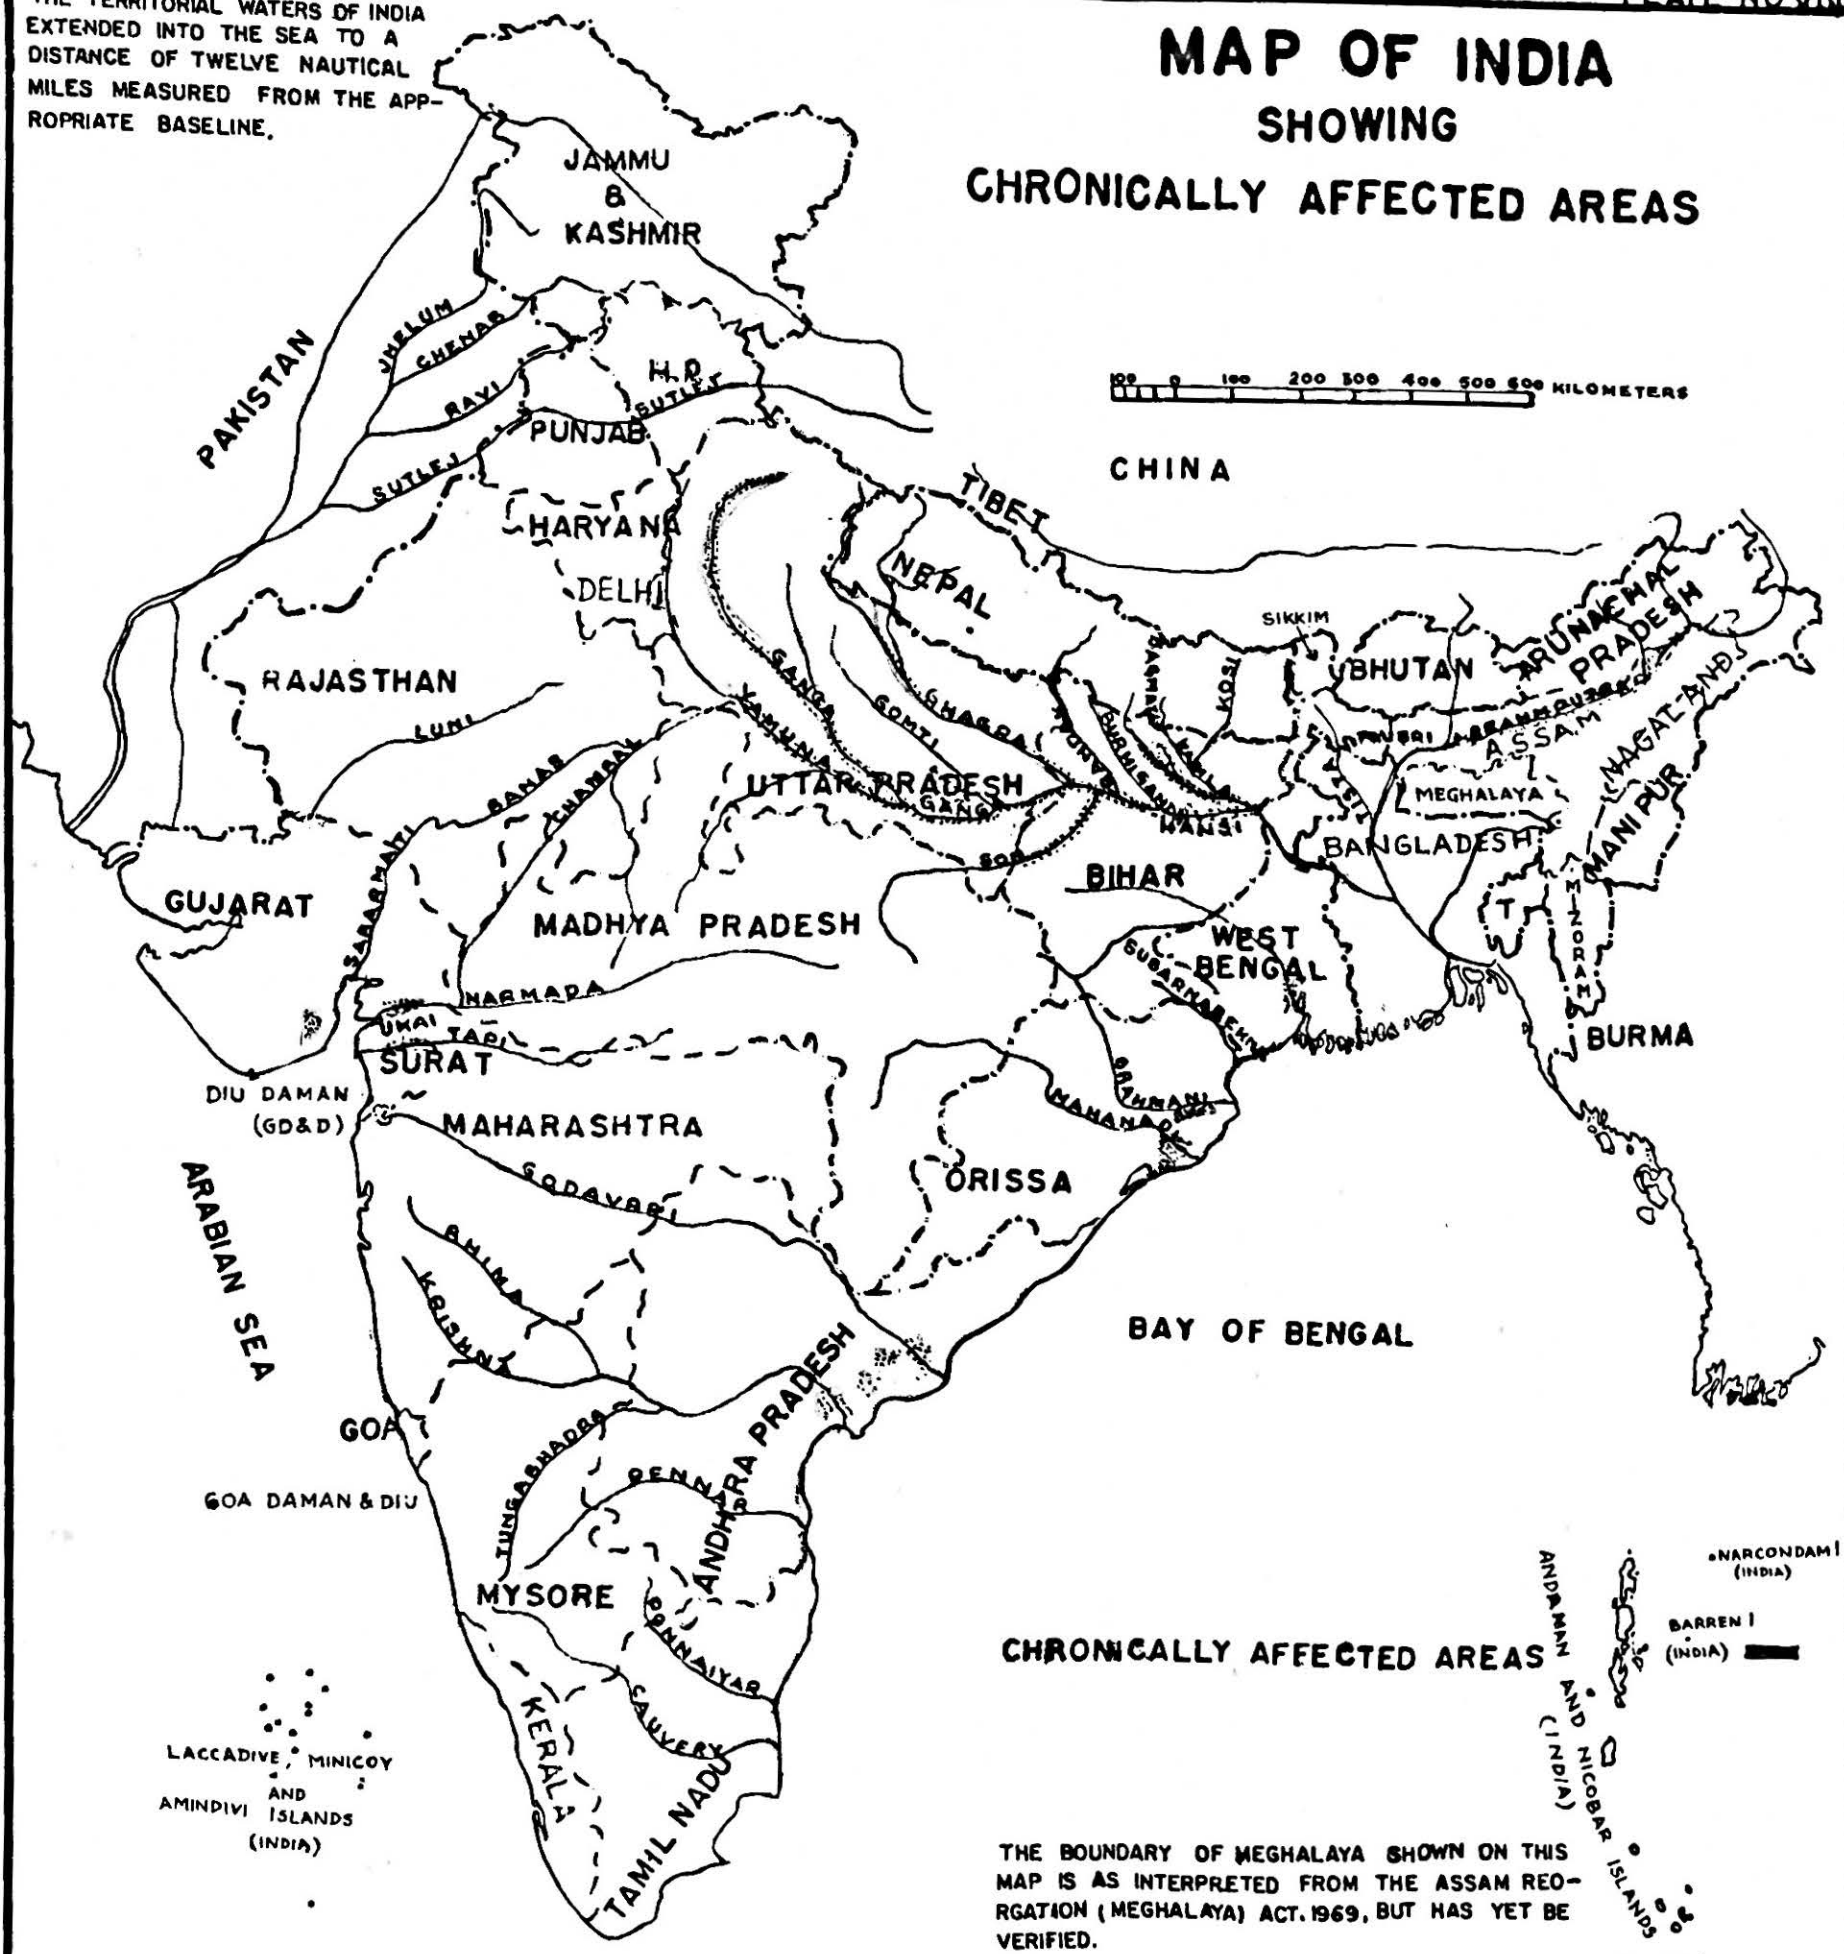 THE TERRITORIAL WATERS OF INDIA
EXTENDED INTO THE SEA TO A
DISTANCE OF TWELVE NAUTICAL
MILES MEASURED FROM THE APP-
ROPRIATE BASELINE.
MAP OF INDIA
SHOWING
CHRONICALLY AFFECTED AREAS
100 0 100 200 300 400 500 600 KILOMETERS
JAMMU
&
KASHMIR
PAKISTAN
JHELUM
CHENAB
RAVI
SUTLEJ
H.P.
SUTLEJ
PUNJAB
CHINA
TIBET
HARYANA
DELHI
NEPAL
SIKKIM
BHUTAN
ARUNACHAL
PRADESH
RAJASTHAN
LUNI
BANAS
CHAMBAL
YAMUNA
GANGA
GOMTI
GHAGRA
GANDAK
BURHI GANDAK
KAMLA
KOSI
BRAHMPUTRA
ASSAM
NAGALAND
UTTAR PRADESH
GANGA
MEGHALAYA
MANIPUR
BANGLADESH
SON
BIHAR
GUJARAT
SABARMATI
MADHYA PRADESH
WEST
BENGAL
T
MIZORAM
NARMADA
UKAI
TAPI
SURAT
SUBARNAREKHA
BURMA
DIU DAMAN
(GD&D)
MAHARASHTRA
BRAHMANI
MAHANADI
GODAVARI
ORISSA
ARABIAN SEA
BHIMA
KRISHNA
BAY OF BENGAL
GOA
GOA DAMAN & DIU
TUNGABHADRA
PENNAR
ANDHRA PRADESH
MYSORE
PONNAIYAR
CAUVERY
KERALA
TAMIL NADU
LACCADIVE, MINICOY
AND
AMINDIVI ISLANDS
(INDIA)
CHRONICALLY AFFECTED AREAS
NARCONDAM I
(INDIA)
BARREN I
(INDIA)
ANDAMAN AND NICOBAR ISLANDS
(INDIA)
THE BOUNDARY OF MEGHALAYA SHOWN ON THIS
MAP IS AS INTERPRETED FROM THE ASSAM REO-
RGATION (MEGHALAYA) ACT. 1969, BUT HAS YET BE
VERIFIED.